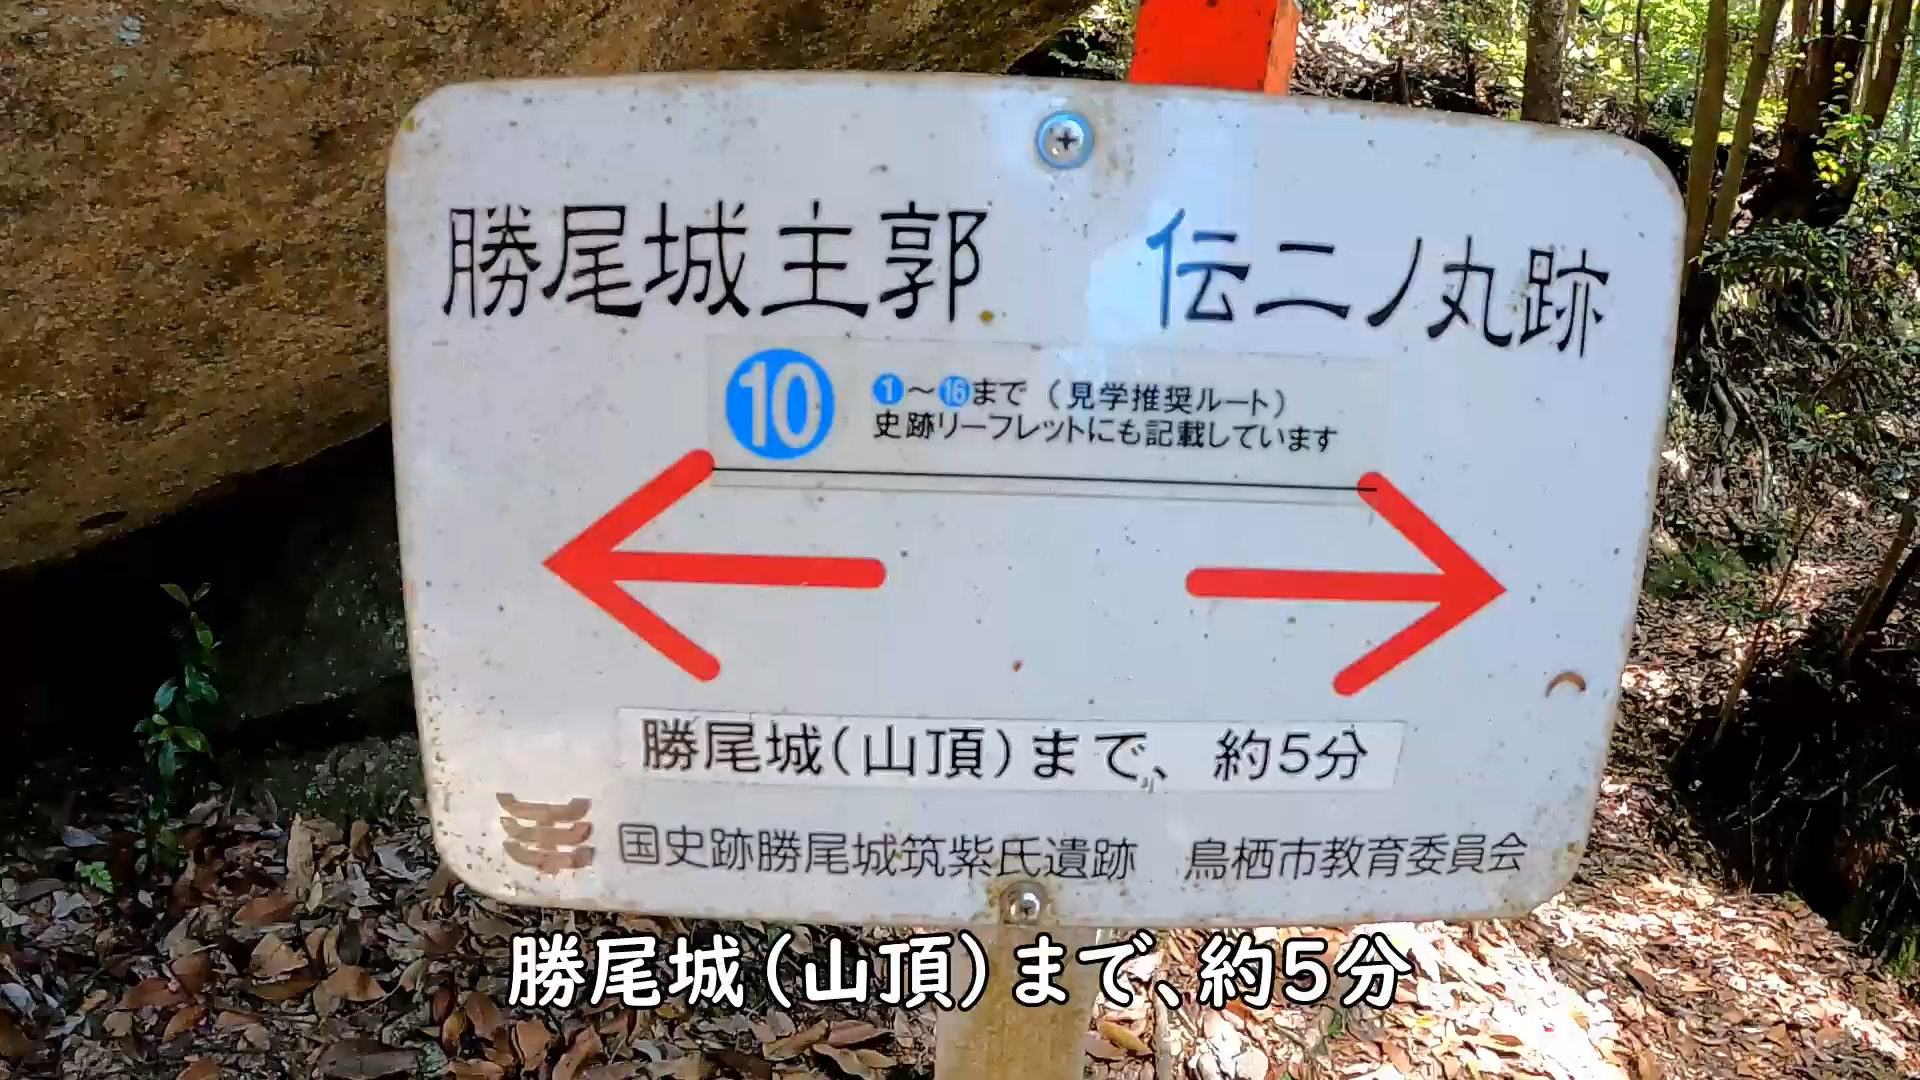 勝尾城主郭 伝二ノ丸跡
10 1〜16まで（見学推奨ルート）
史跡リーフレットにも記載しています
勝尾城（山頂）まで、約5分
国史跡勝尾城筑紫氏遺跡 鳥栖市教育委員会
勝尾城（山頂）まで、約5分